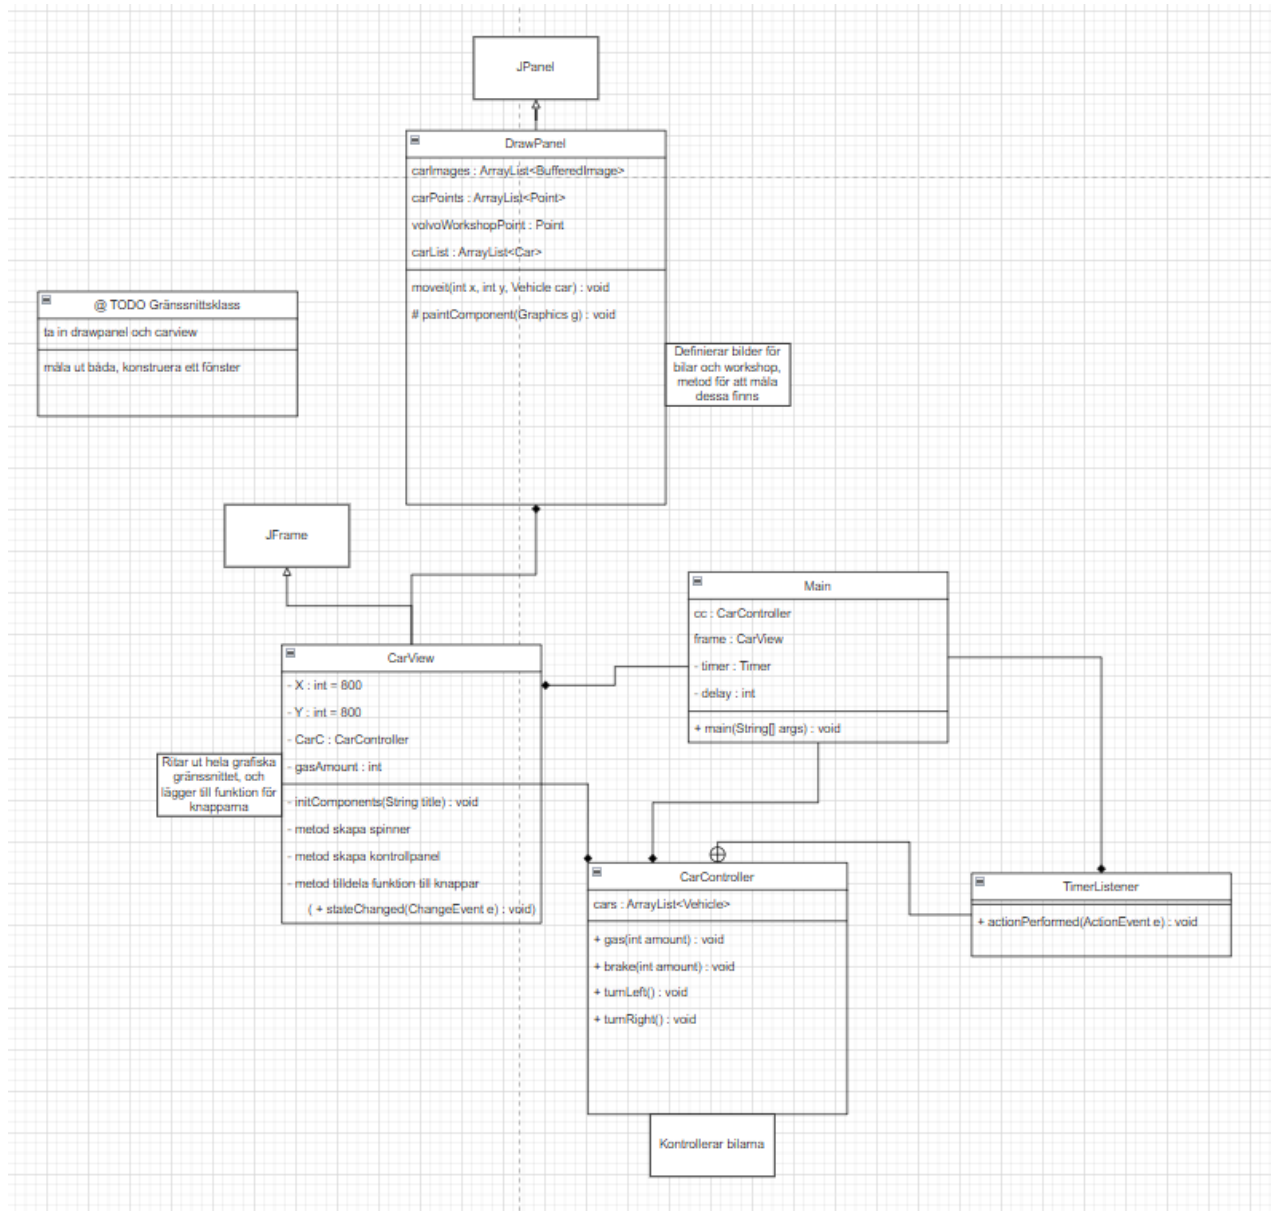 JPanel
DrawPanel
carImages : ArrayList<BufferedImage>
carPoints : ArrayList<Point>
volvoWorkshopPoint : Point
carList : ArrayList<Car>
moveit(int x, int y, Vehicle car) : void
# paintComponent(Graphics g) : void
@ TODO Gränssnittsklass
ta in drawpanel och carview
måla ut båda, konstruera ett fönster
Definierar bilder för
bilar och workshop,
metod för att måla
dessa finns
JFrame
Main
cc : CarController
frame : CarView
- timer : Timer
- delay : int
+ main(String[] args) : void
CarView
- X : int = 800
- Y : int = 800
- CarC : CarController
- gasAmount : int
- initComponents(String title) : void
- metod skapa spinner
- metod skapa kontrollpanel
- metod tilldela funktion till knappar
( + stateChanged(ChangeEvent e) : void)
Ritar ut hela grafiska
gränssnittet, och
lägger till funktion för
knapparna
CarController
cars : ArrayList<Vehicle>
+ gas(int amount) : void
+ brake(int amount) : void
+ turnLeft() : void
+ turnRight() : void
TimerListener
+ actionPerformed(ActionEvent e) : void
Kontrollerar bilarna